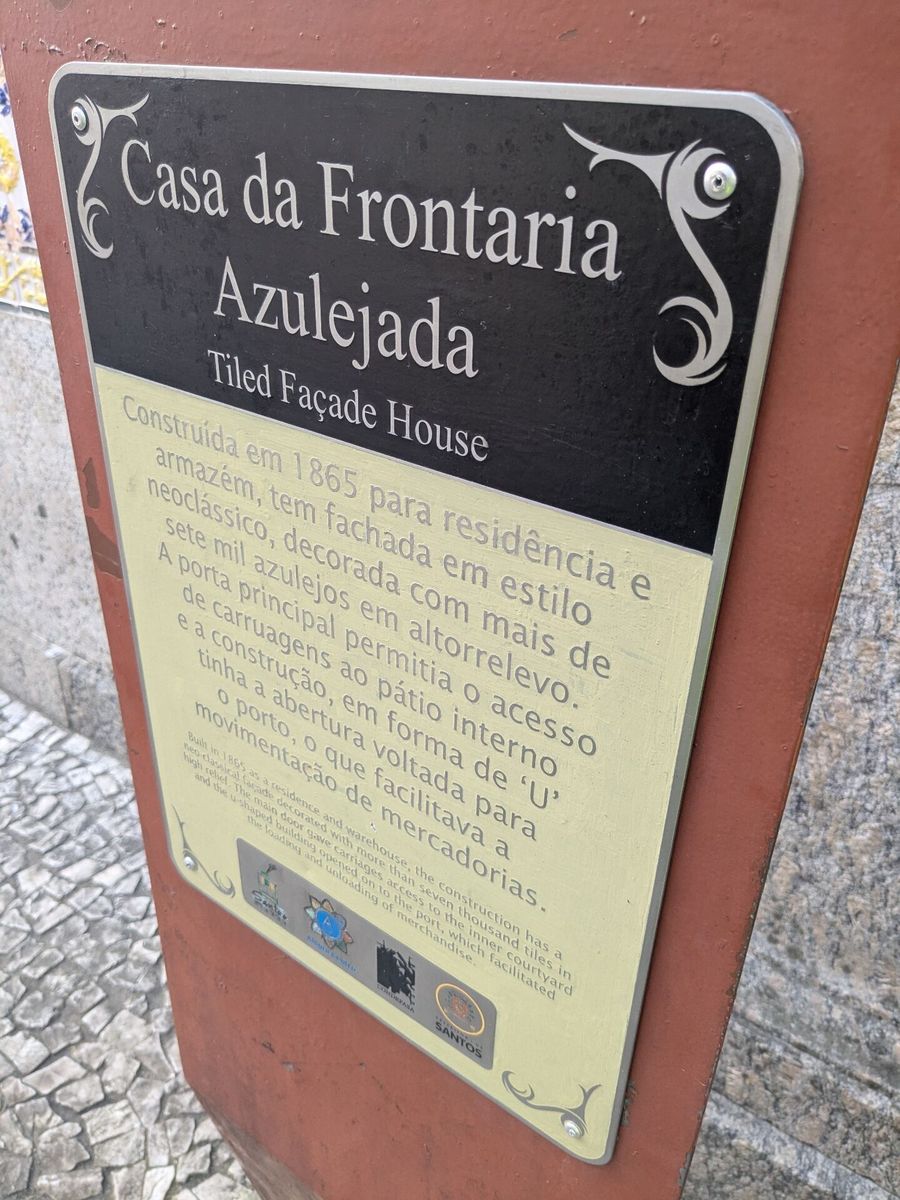 Casa da Frontaria
Azulejada
Tiled Façade House
Construída em 1865 para residência e
armazém, tem fachada em estilo
neoclássico, decorada com mais de
sete mil azulejos em altorrelevo.
A porta principal permitia o acesso
de carruagens ao pátio interno
e a construção, em forma de ‘U’
tinha a abertura voltada para
o porto, o que facilitava a
movimentação de mercadorias.
Built in 1865 as a residence and warehouse, the construction has a
neo-classical façade decorated with more than seven thousand tiles in
high relief. The main door gave carriages access to the inner courtyard
and the u-shaped building opened on to the port, which facilitated
the loading and unloading of merchandise.
SANTOS